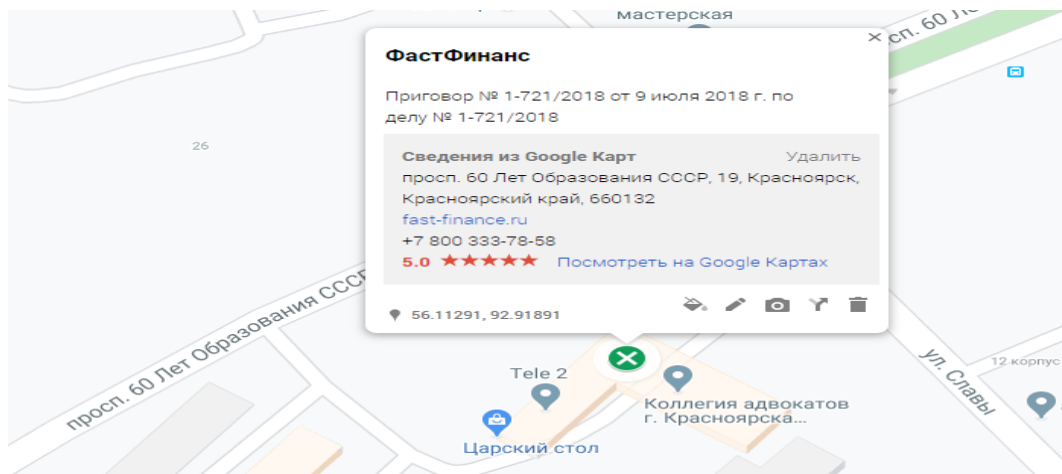 мастерская
просп. 60 Ле
ФастФинанс
Приговор № 1-721/2018 от 9 июля 2018 г. по
делу № 1-721/2018
26
Сведения из Google Карт
Удалить
просп. 60 Лет Образования СССР, 19, Красноярск,
Красноярский край, 660132
fast-finance.ru
+7 800 333-78-58
5.0 ★★★★★ Посмотреть на Google Картах
56.11291, 92.91891
просп. 60 Лет Образования СССР
ул. Славы
12 корпус
Tele 2
Коллегия адвокатов
г. Красноярска...
Царский стол